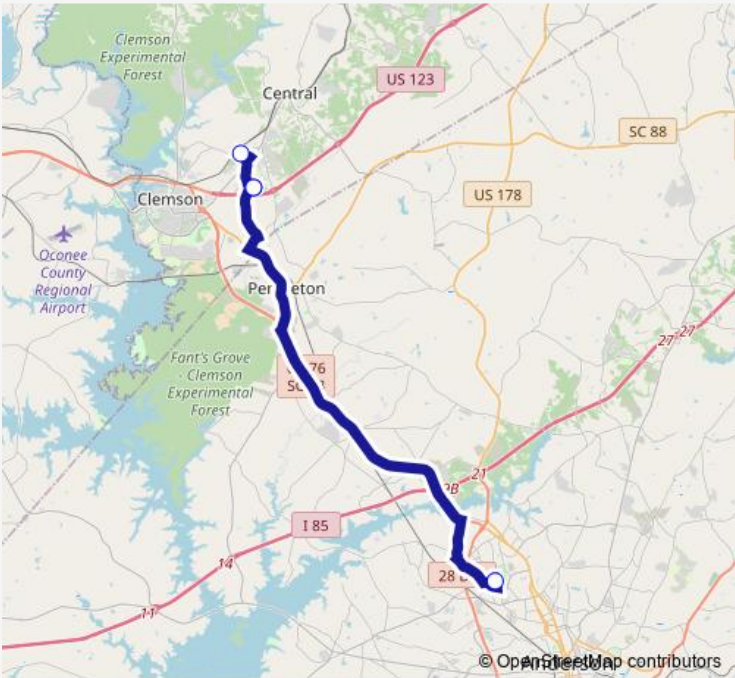 Clemson
Experimental
Forest
US 123
Central
SC 88
Clemson
US 178
Oconee
County
Regional
Airport
27 27
Fant's Grove
- Clemson
Experimental
Forest
21
I 85
14
11
© OpenStreetMap contributors